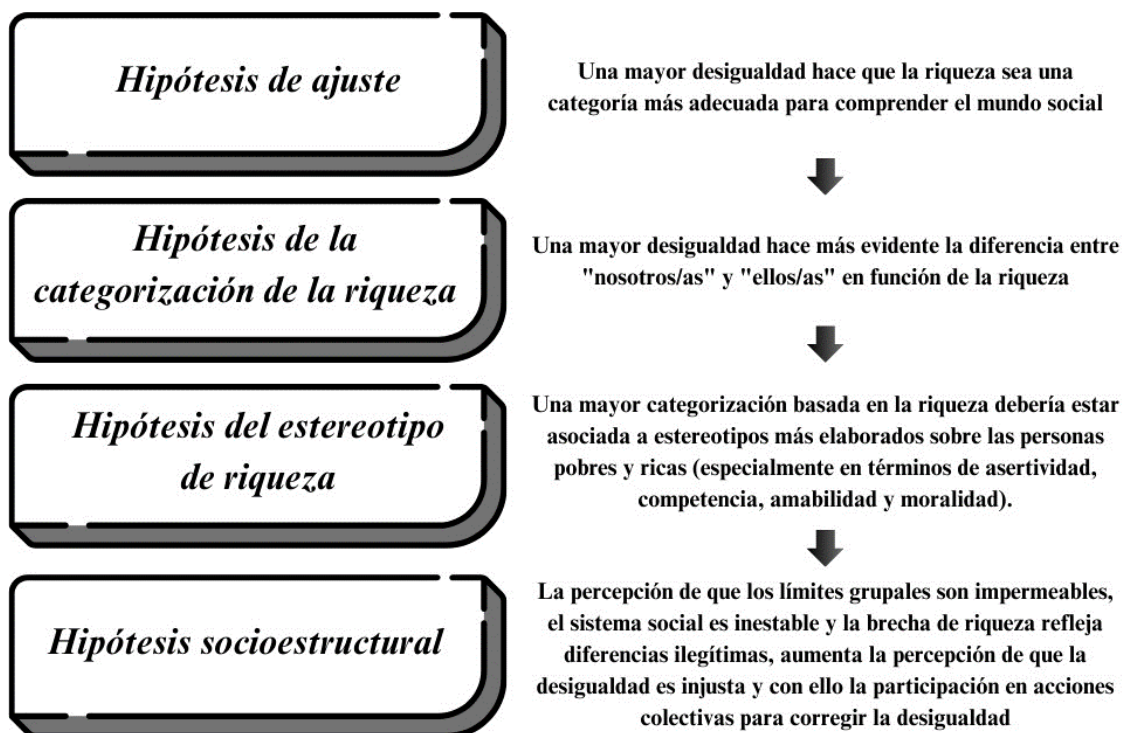 Hipótesis de ajuste
Una mayor desigualdad hace que la riqueza sea una
categoría más adecuada para comprender el mundo social
Hipótesis de la
categorización de la riqueza
Una mayor desigualdad hace más evidente la diferencia entre
"nosotros/as" y "ellos/as" en función de la riqueza
Hipótesis del estereotipo
de riqueza
Una mayor categorización basada en la riqueza debería estar
asociada a estereotipos más elaborados sobre las personas
pobres y ricas (especialmente en términos de asertividad,
competencia, amabilidad y moralidad).
Hipótesis socioestructural
La percepción de que los límites grupales son impermeables,
el sistema social es inestable y la brecha de riqueza refleja
diferencias ilegítimas, aumenta la percepción de que la
desigualdad es injusta y con ello la participación en acciones
colectivas para corregir la desigualdad